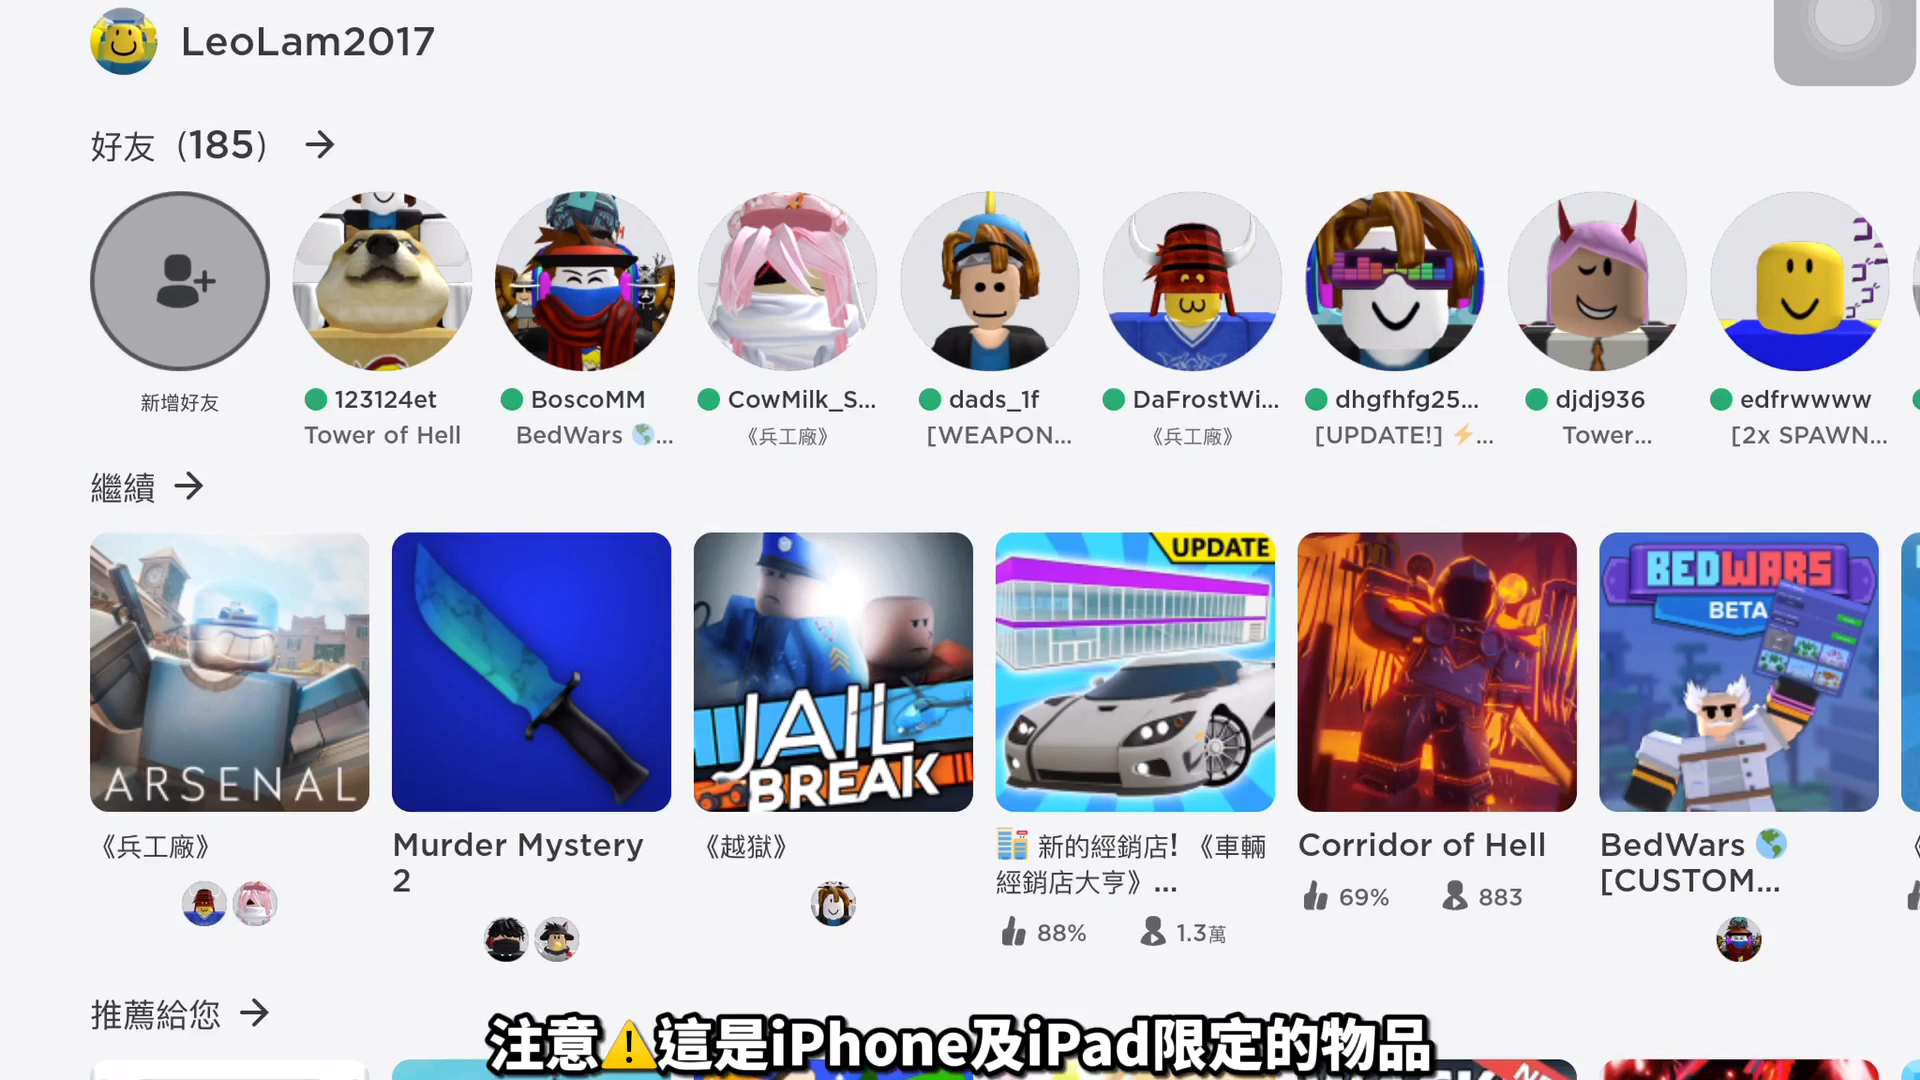 LeoLam2017
好友（185）
新增好友
123124et
Tower of Hell
BoscoMM
BedWars 🌎...
CowMilk_S...
《兵工廠》
dads_1f
[WEAPON...
DaFrostWi...
《兵工廠》
dhgfhfg25...
[UPDATE!] ⚡...
djdj936
Tower...
edfrwwww
[2x SPAWN...
繼續
ARSENAL
JAIL
BREAK
UPDATE
BEDWARS
BETA
《兵工廠》
Murder Mystery
2
《越獄》
新的經銷店！《車輛
經銷店大亨》...
88% 1.3萬
Corridor of Hell
69% 883
BedWars 🌎
[CUSTOM...
推薦給您
注意⚠️這是iPhone及iPad限定的物品